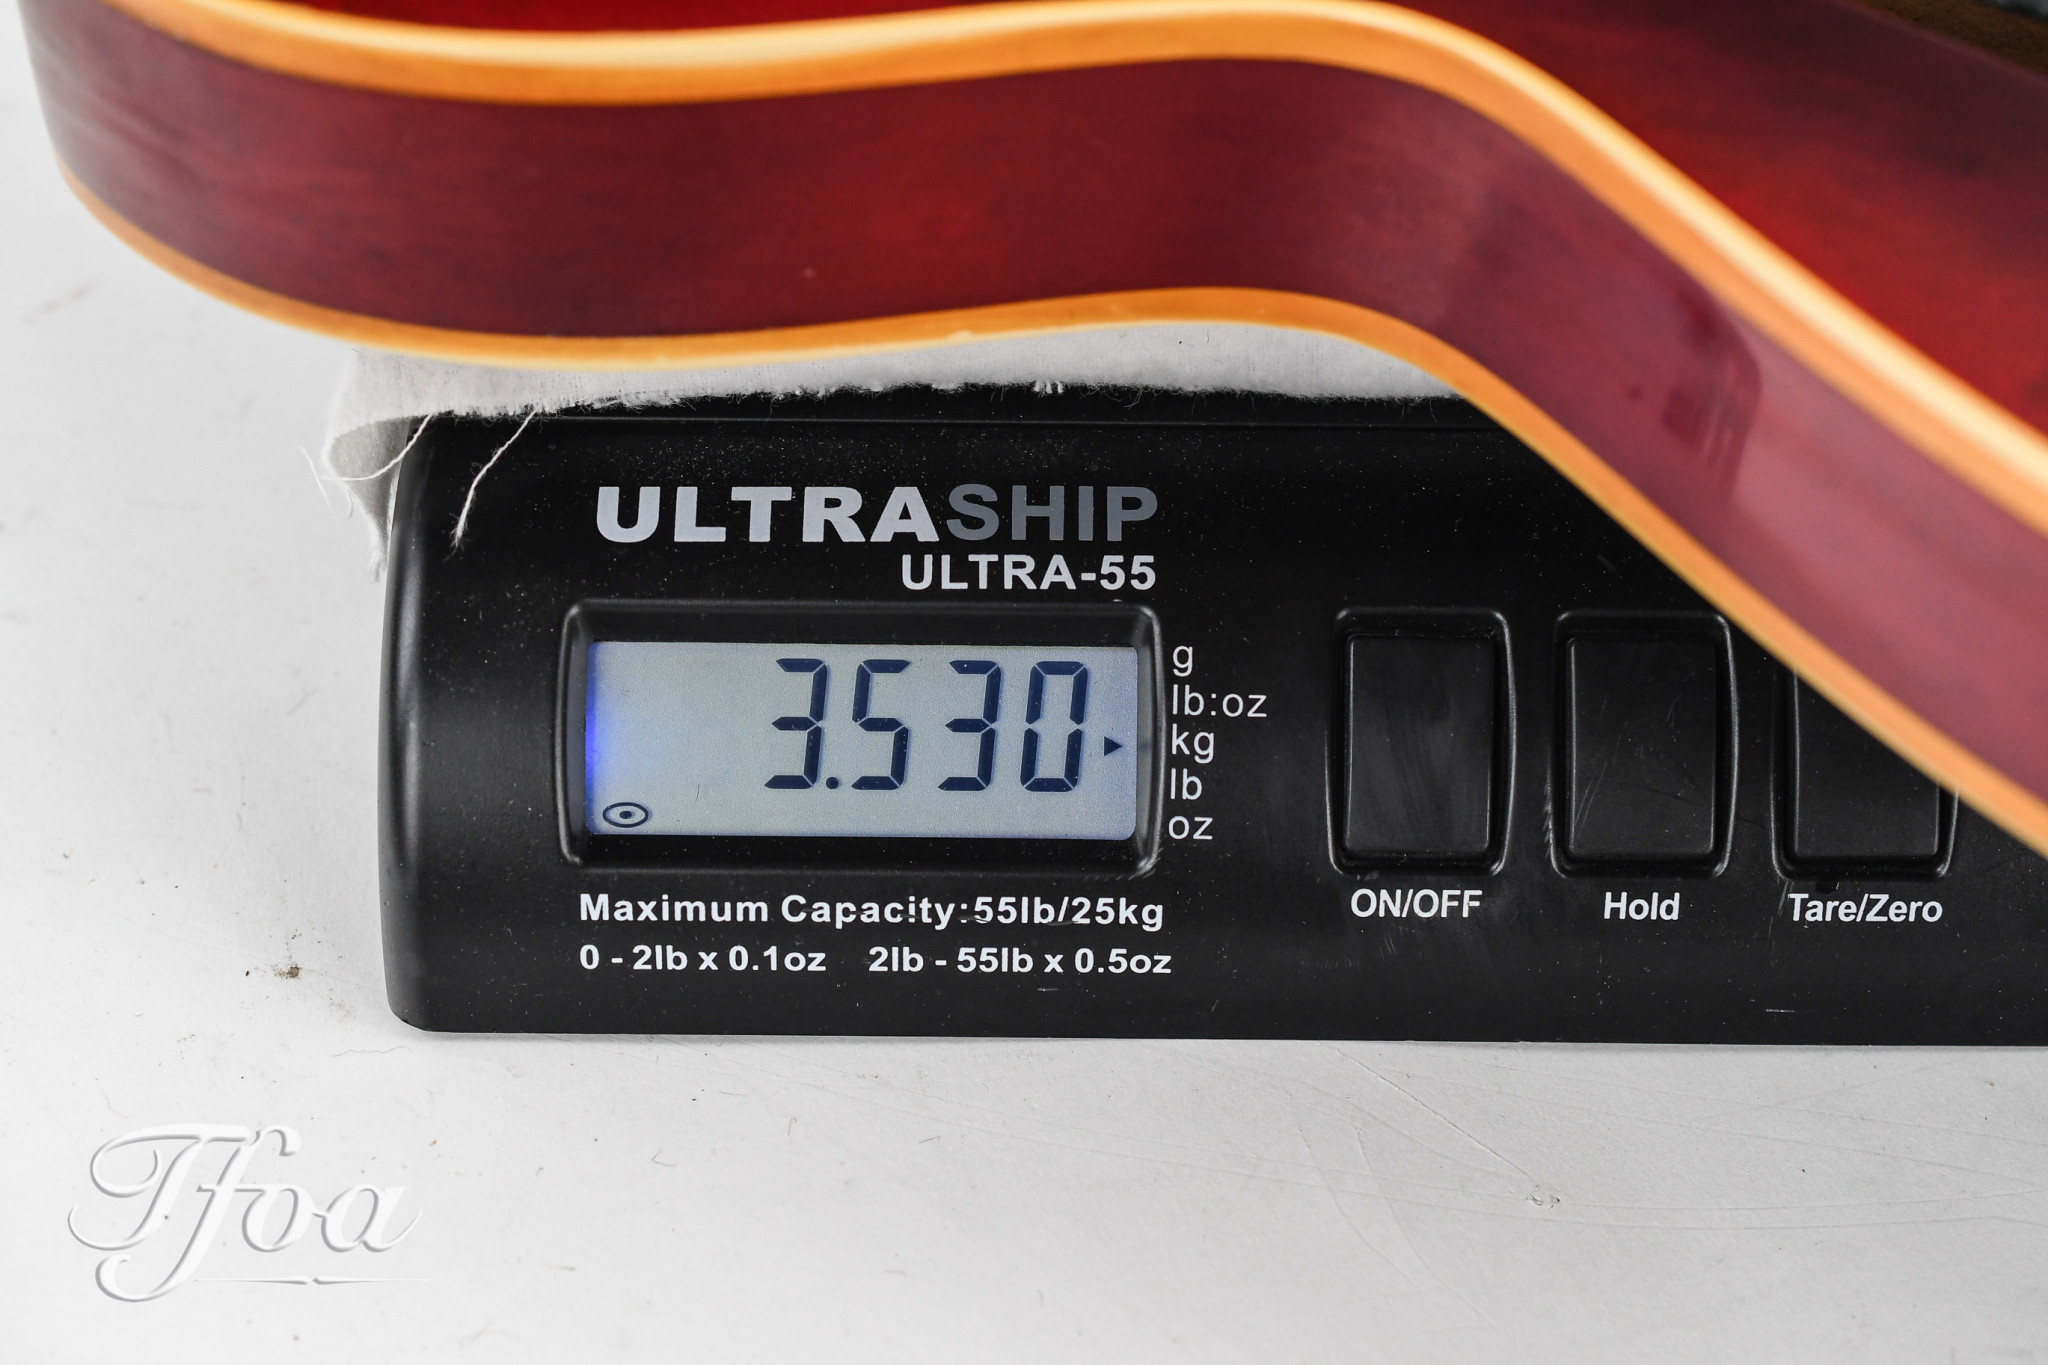 ULTRASHIP
ULTRA-55
3.530
g
lb:oz
kg
lb
oz
Maximum Capacity:55lb/25kg
0 - 2lb x 0.1oz 2lb - 55lb x 0.5oz
ON/OFF
Hold
Tare/Zero
Tfoa